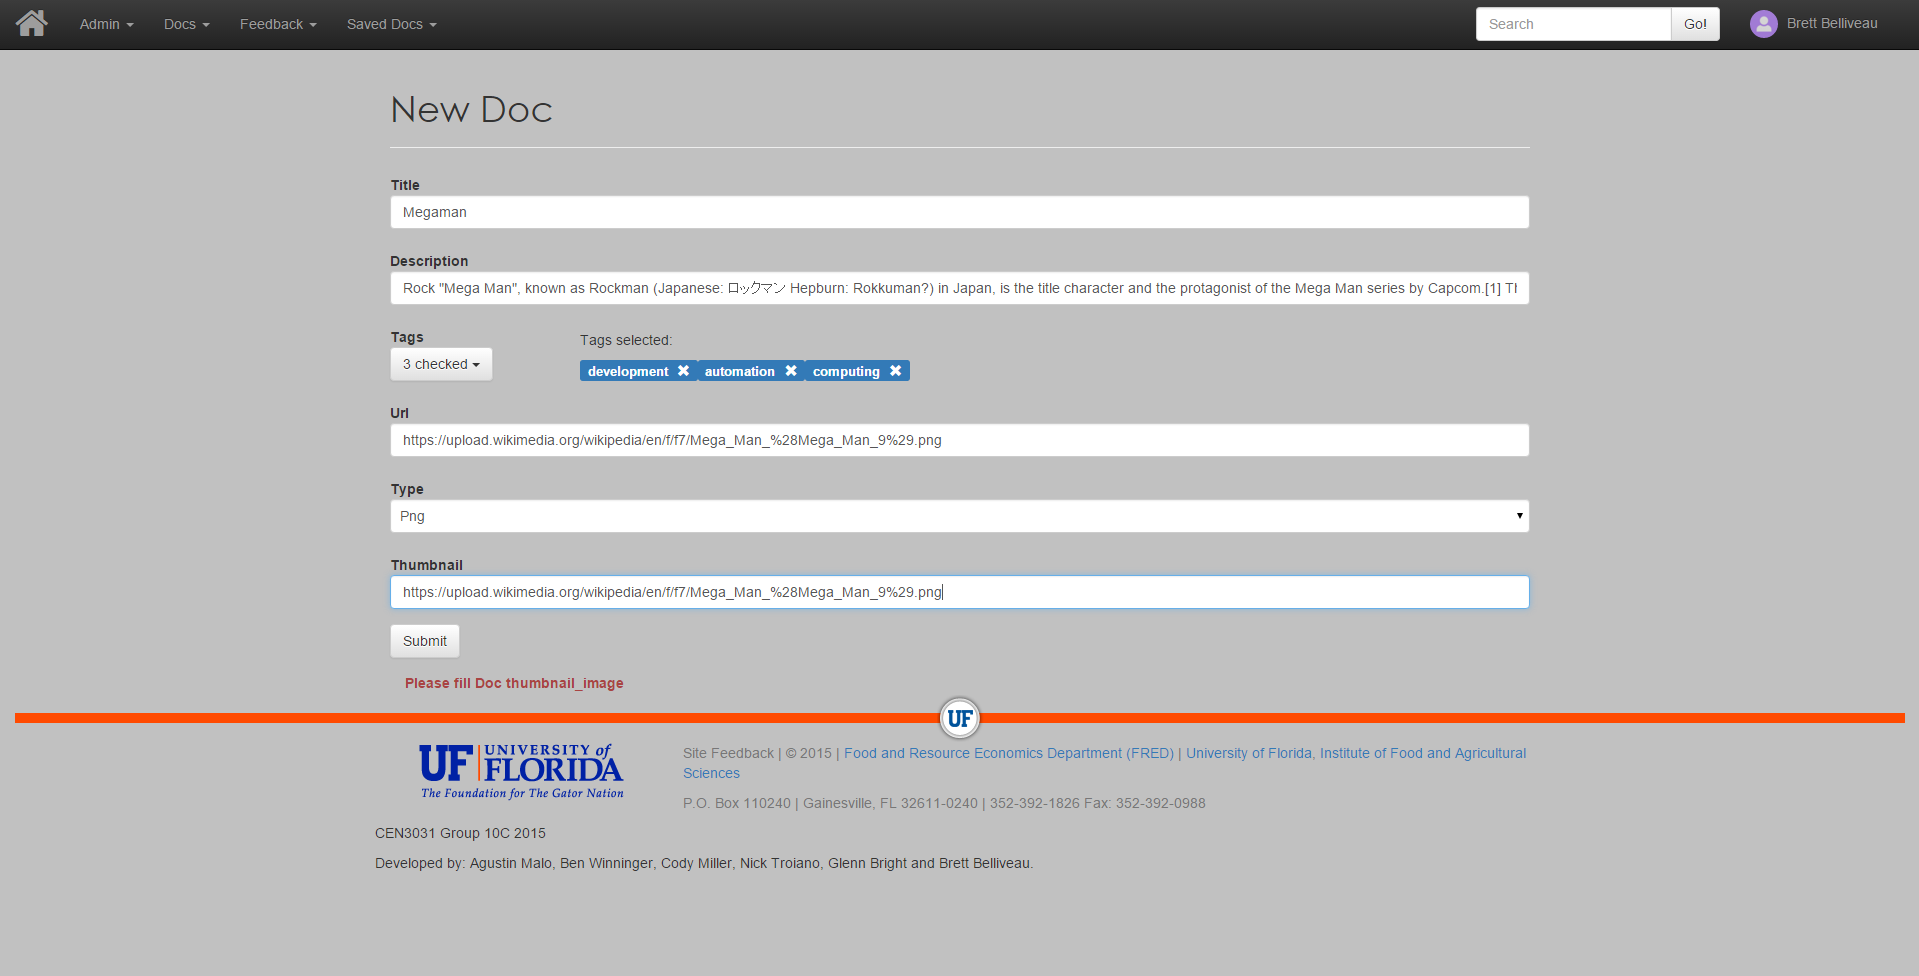 Admin Docs Feedback Saved Docs Search Go! Brett Belliveau
New Doc
Title
Megaman
Description
Rock "Mega Man", known as Rockman (Japanese: ロックマン Hepburn: Rokkuman?) in Japan, is the title character and the protagonist of the Mega Man series by Capcom.[1]
Tags
Tags selected:
3 checked
development automation computing
Url
https://upload.wikimedia.org/wikipedia/en/f/f7/Mega_Man_%28Mega_Man_9%29.png
Type
Png
Thumbnail
https://upload.wikimedia.org/wikipedia/en/f/f7/Mega_Man_%28Mega_Man_9%29.png
Submit
Please fill Doc thumbnail_image
UF
UF UNIVERSITY of
FLORIDA
The Foundation for The Gator Nation
Site Feedback | © 2015 | Food and Resource Economics Department (FRED) | University of Florida, Institute of Food and Agricultural
Sciences
P.O. Box 110240 | Gainesville, FL 32611-0240 | 352-392-1826 Fax: 352-392-0988
CEN3031 Group 10C 2015
Developed by: Agustin Malo, Ben Winninger, Cody Miller, Nick Troiano, Glenn Bright and Brett Belliveau.